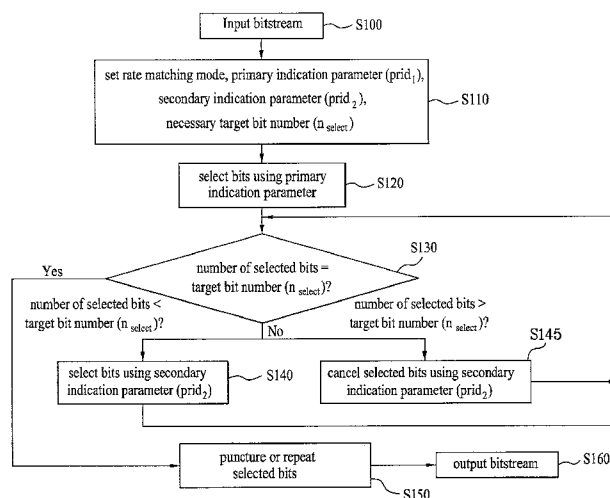 Input bitstream
S100
set rate matching mode, primary indication parameter (prid1),
secondary indication parameter (prid2),
necessary target bit number (n select)
S110
select bits using primary
indication parameter
S120
S130
Yes
number of selected bits =
target bit number (n select)?
number of selected bits <
target bit number (n select)?
number of selected bits >
target bit number (n select)?
No
S145
select bits using secondary
indication parameter (prid2)
S140
cancel selected bits using secondary
indication parameter (prid2)
puncture or repeat
selected bits
S150
output bitstream
S160